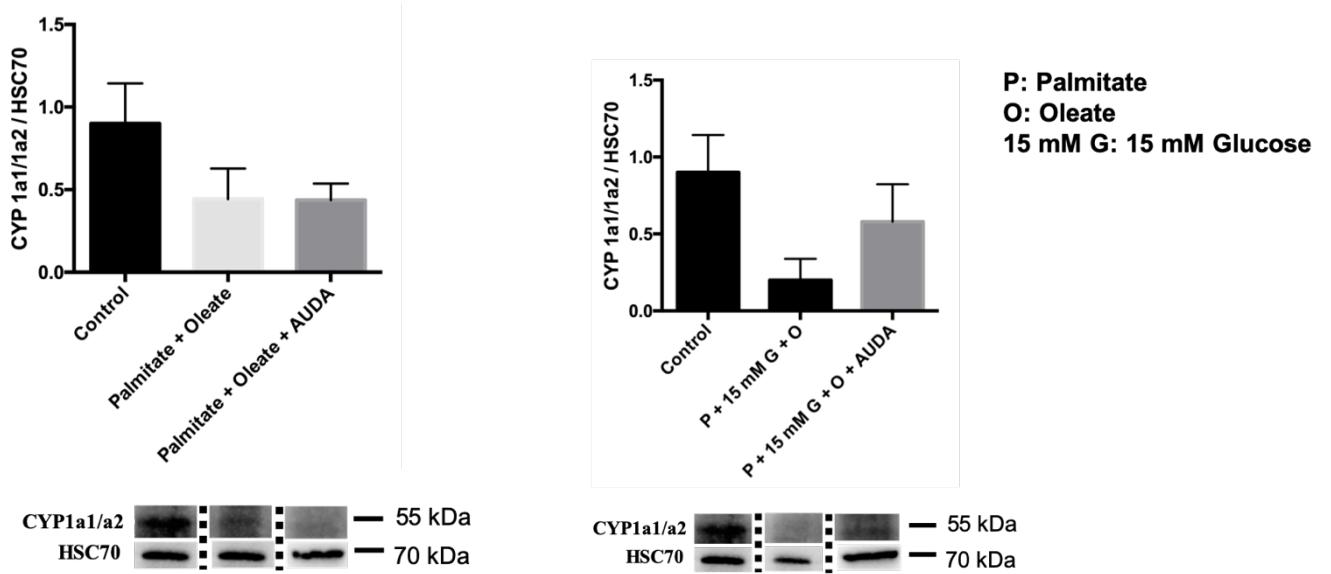 CYP 1a1/1a2 / HSC70
1.5
1.0
0.5
0.0
Control
Palmitate + Oleate
Palmitate + Oleate + AUDA
CYP1a1/a2
55 kDa
HSC70
70 kDa
CYP 1a1/1a2 / HSC70
1.5
1.0
0.5
0.0
Control
P + 15 mM G + O
P + 15 mM G + O + AUDA
CYP1a1/a2
55 kDa
HSC70
70 kDa
P: Palmitate
O: Oleate
15 mM G: 15 mM Glucose